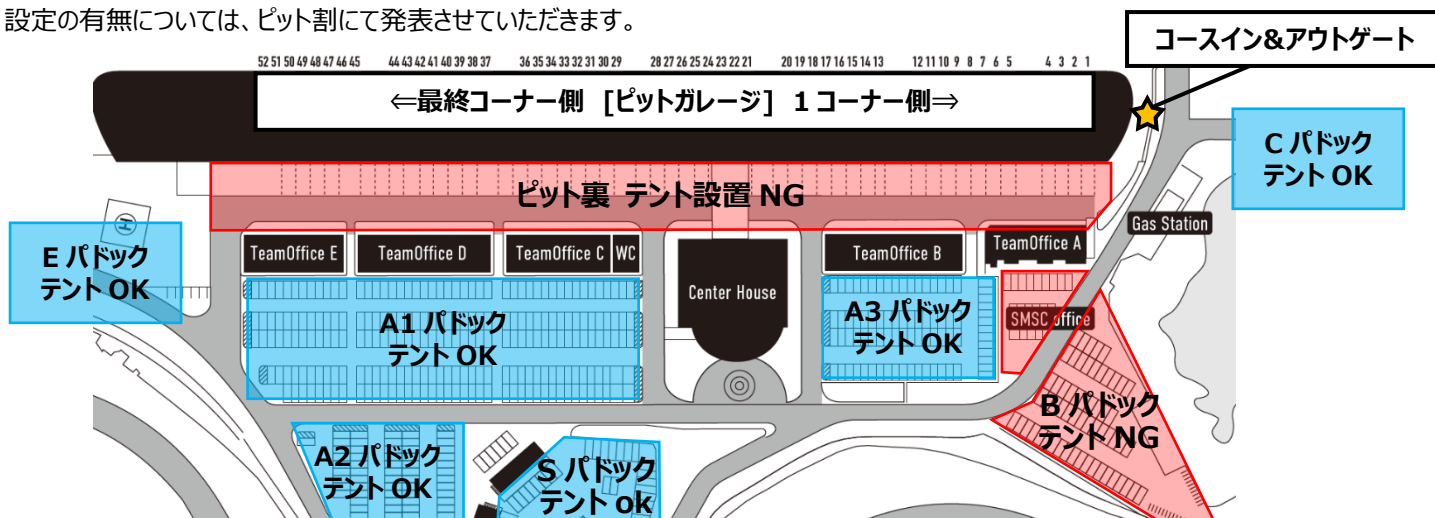 設定の有無については、ピット割にて発表させていただきます。
コースイン&アウトゲート
52 51 50 49 48 47 46 45 44 43 42 41 40 39 38 37 36 35 34 33 32 31 30 29 28 27 26 25 24 23 22 21 20 19 18 17 16 15 14 13 12 11 10 9 8 7 6 5 4 3 2 1
⇐最終コーナー側 [ピットガレージ] 1コーナー側⇒
C パドック
テント OK
ピット裏 テント設置 NG
H
Gas Station
E パドック
テント OK
TeamOffice E
TeamOffice D
TeamOffice C
WC
Center House
TeamOffice B
TeamOffice A
A1 パドック
テント OK
A3 パドック
テント OK
SMSC office
B パドック
テント NG
A2 パドック
テント OK
S パドック
テント ok